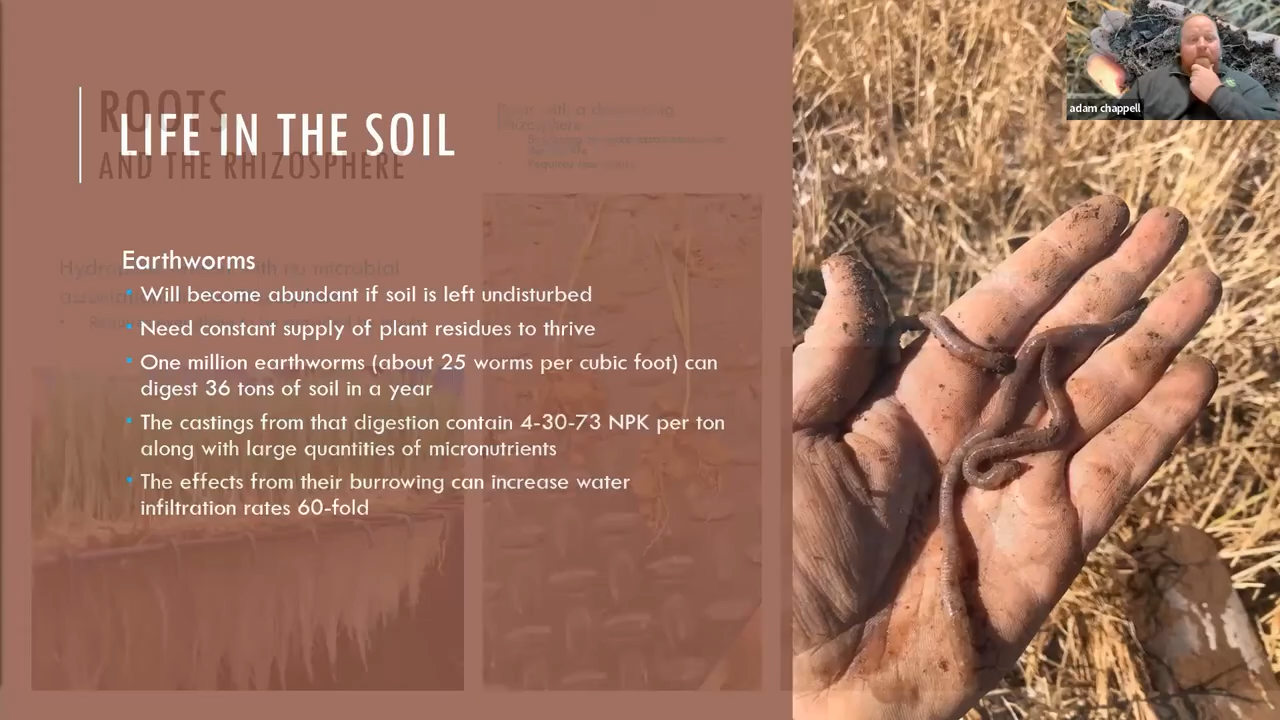 ROOTS
LIFE IN THE SOIL
AND THE RHIZOSPHERE
adam chappell
Earthworms
Will become abundant if soil is left undisturbed
Need constant supply of plant residues to thrive
One million earthworms (about 25 worms per cubic foot) can
digest 36 tons of soil in a year
The castings from that digestion contain 4-30-73 NPK per ton
along with large quantities of micronutrients
The effects from their burrowing can increase water
infiltration rates 60-fold